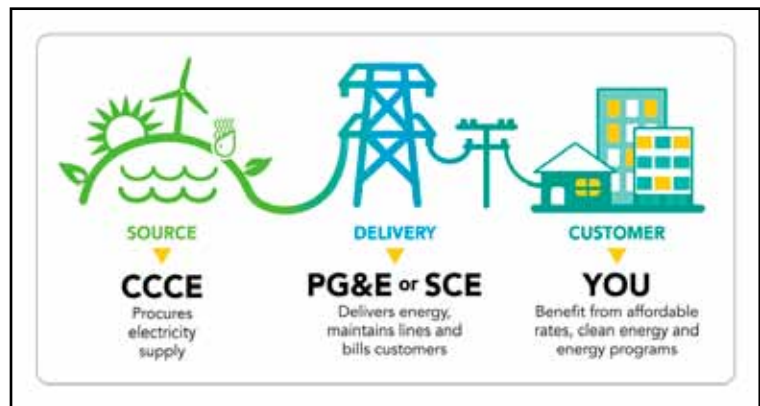 SOURCE
CCCE
Procures
electricity
supply
DELIVERY
PG&E or SCE
Delivers energy,
maintains lines and
bills customers
CUSTOMER
YOU
Benefit from affordable
rates, clean energy and
energy programs